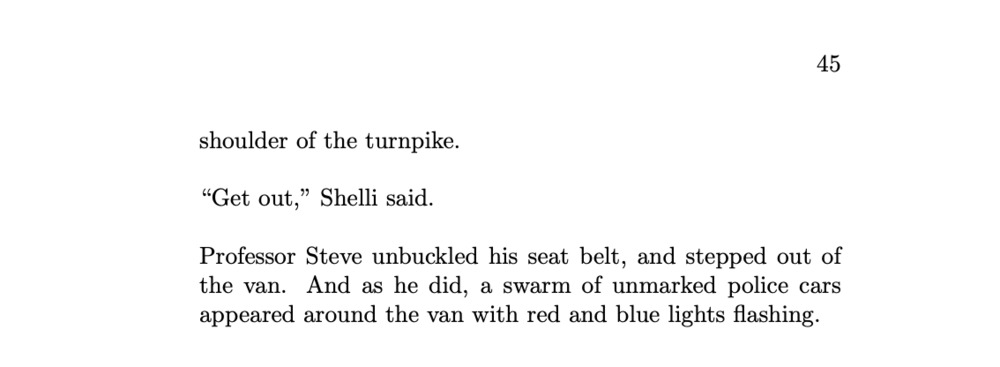 45
shoulder of the turnpike.
“Get out,” Shelli said.
Professor Steve unbuckled his seat belt, and stepped out of
the van. And as he did, a swarm of unmarked police cars
appeared around the van with red and blue lights flashing.